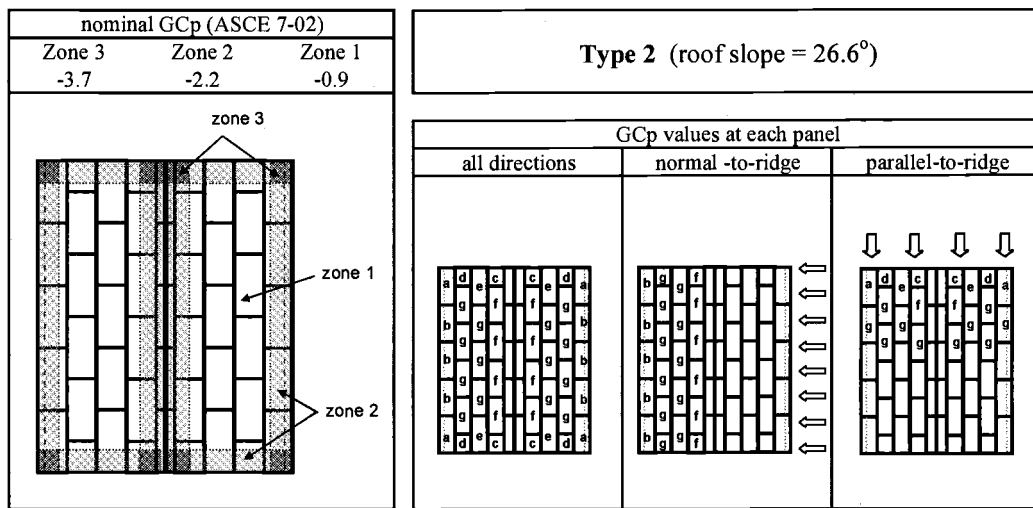 nominal GCp (ASCE 7-02)
Zone 3 Zone 2 Zone 1
-3.7 -2.2 -0.9
zone 3
zone 1
zone 2
Type 2 (roof slope = 26.6°)
GCp values at each panel
all directions normal -to-ridge parallel-to-ridge
d c c d
a e e a
g f f g
b g g b
g f f g
b g g b
g f f g
b g g b
g f f g
a e e a
d c c d
g f
b g
g f
b g
g f
b g
g f
b g
g f
b g
g f
d c c d
a e e a
g f f g
g g g g
g g g g